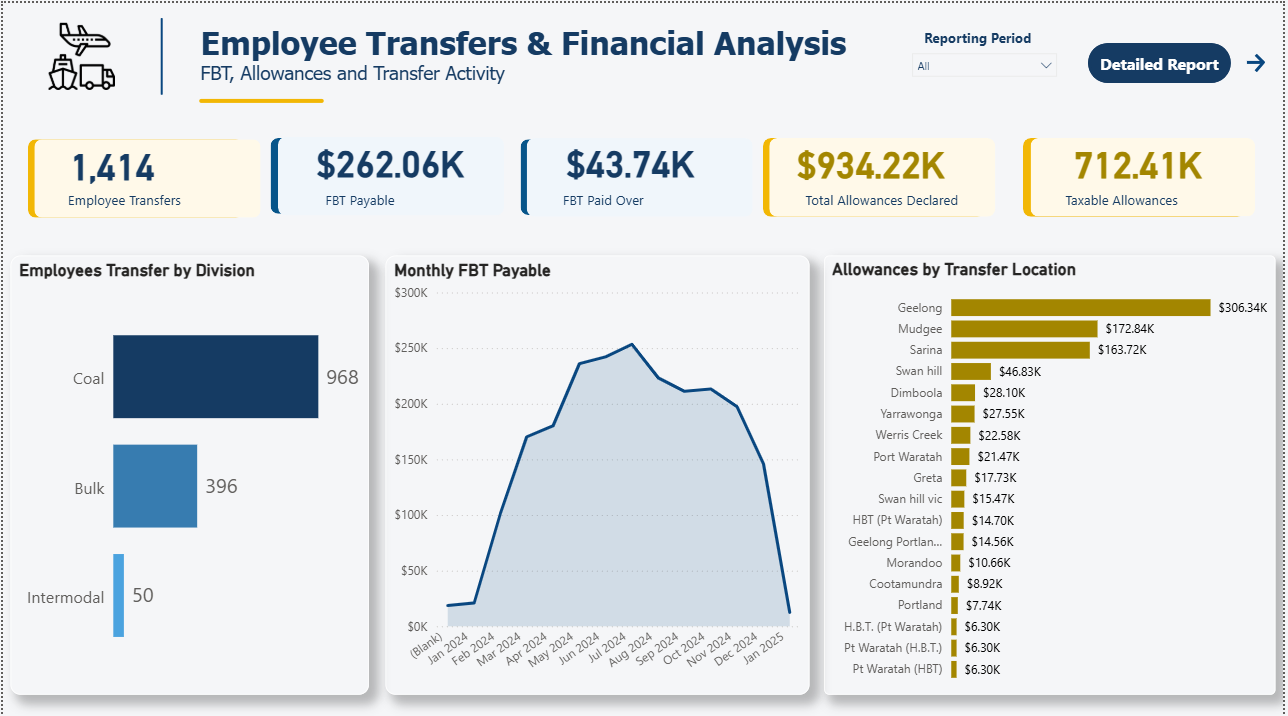 Employee Transfers & Financial Analysis
FBT, Allowances and Transfer Activity
Reporting Period
All
Detailed Report
1,414
Employee Transfers
$262.06K
FBT Payable
$43.74K
FBT Paid Over
$934.22K
Total Allowances Declared
712.41K
Taxable Allowances
Employees Transfer by Division
Coal 968
Bulk 396
Intermodal 50
Monthly FBT Payable
$300K
$250K
$200K
$150K
$100K
$50K
$0K
(Blank) Jan 2024 Feb 2024 Mar 2024 Apr 2024 May 2024 Jun 2024 Jul 2024 Aug 2024 Sep 2024 Oct 2024 Nov 2024 Dec 2024 Jan 2025
Allowances by Transfer Location
Geelong $306.34K
Mudgee $172.84K
Sarina $163.72K
Swan hill $46.83K
Dimboola $28.10K
Yarrawonga $27.55K
Werris Creek $22.58K
Port Waratah $21.47K
Greta $17.73K
Swan hill vic $15.47K
HBT (Pt Waratah) $14.70K
Geelong Portlan... $14.56K
Morandoo $10.66K
Cootamundra $8.92K
Portland $7.74K
H.B.T. (Pt Waratah) $6.30K
Pt Waratah (H.B.T.) $6.30K
Pt Waratah (HBT) $6.30K